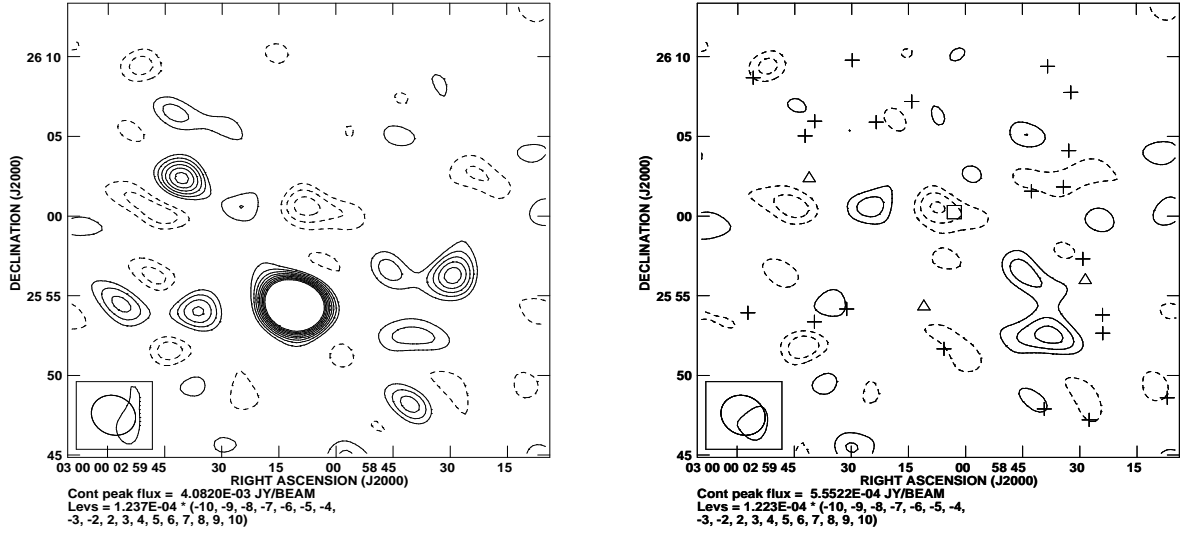 26 10
05
00
25 55
50
45
DECLINATION (J2000)
03 00 00 02 59 45 30 15 00 58 45 30 15
RIGHT ASCENSION (J2000)
Cont peak flux = 4.0820E-03 JY/BEAM
Levs = 1.237E-04 * (-10, -9, -8, -7, -6, -5, -4,
-3, -2, 2, 3, 4, 5, 6, 7, 8, 9, 10)
26 10
05
00
25 55
50
45
DECLINATION (J2000)
03 00 00 02 59 45 30 15 00 58 45 30 15
RIGHT ASCENSION (J2000)
Cont peak flux = 5.5522E-04 JY/BEAM
Levs = 1.223E-04 * (-10, -9, -8, -7, -6, -5, -4,
-3, -2, 2, 3, 4, 5, 6, 7, 8, 9, 10)